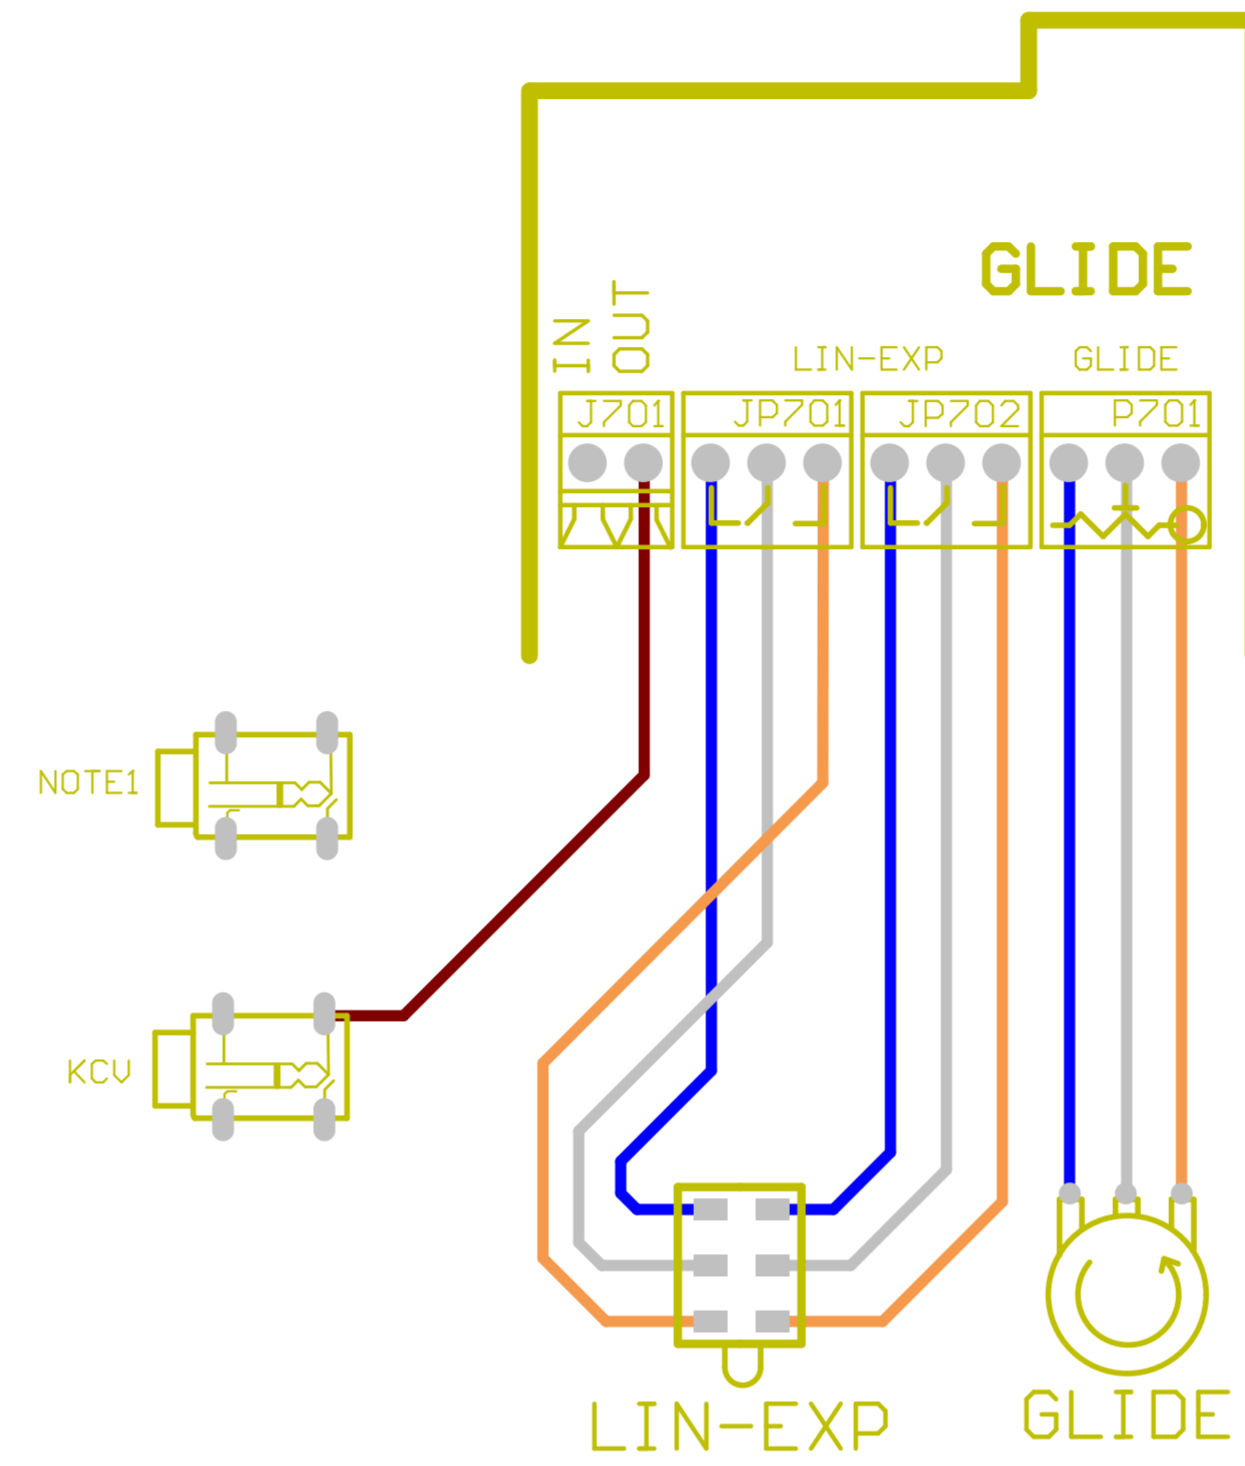 GLIDE
IN
OUT
LIN-EXP
GLIDE
J701
JP701
JP702
P701
NOTE1
KCV
LIN-EXP
GLIDE